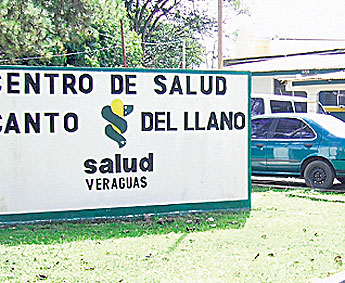 CENTRO DE SALUD
CANTO DEL LLANO
salud
VERAGUAS